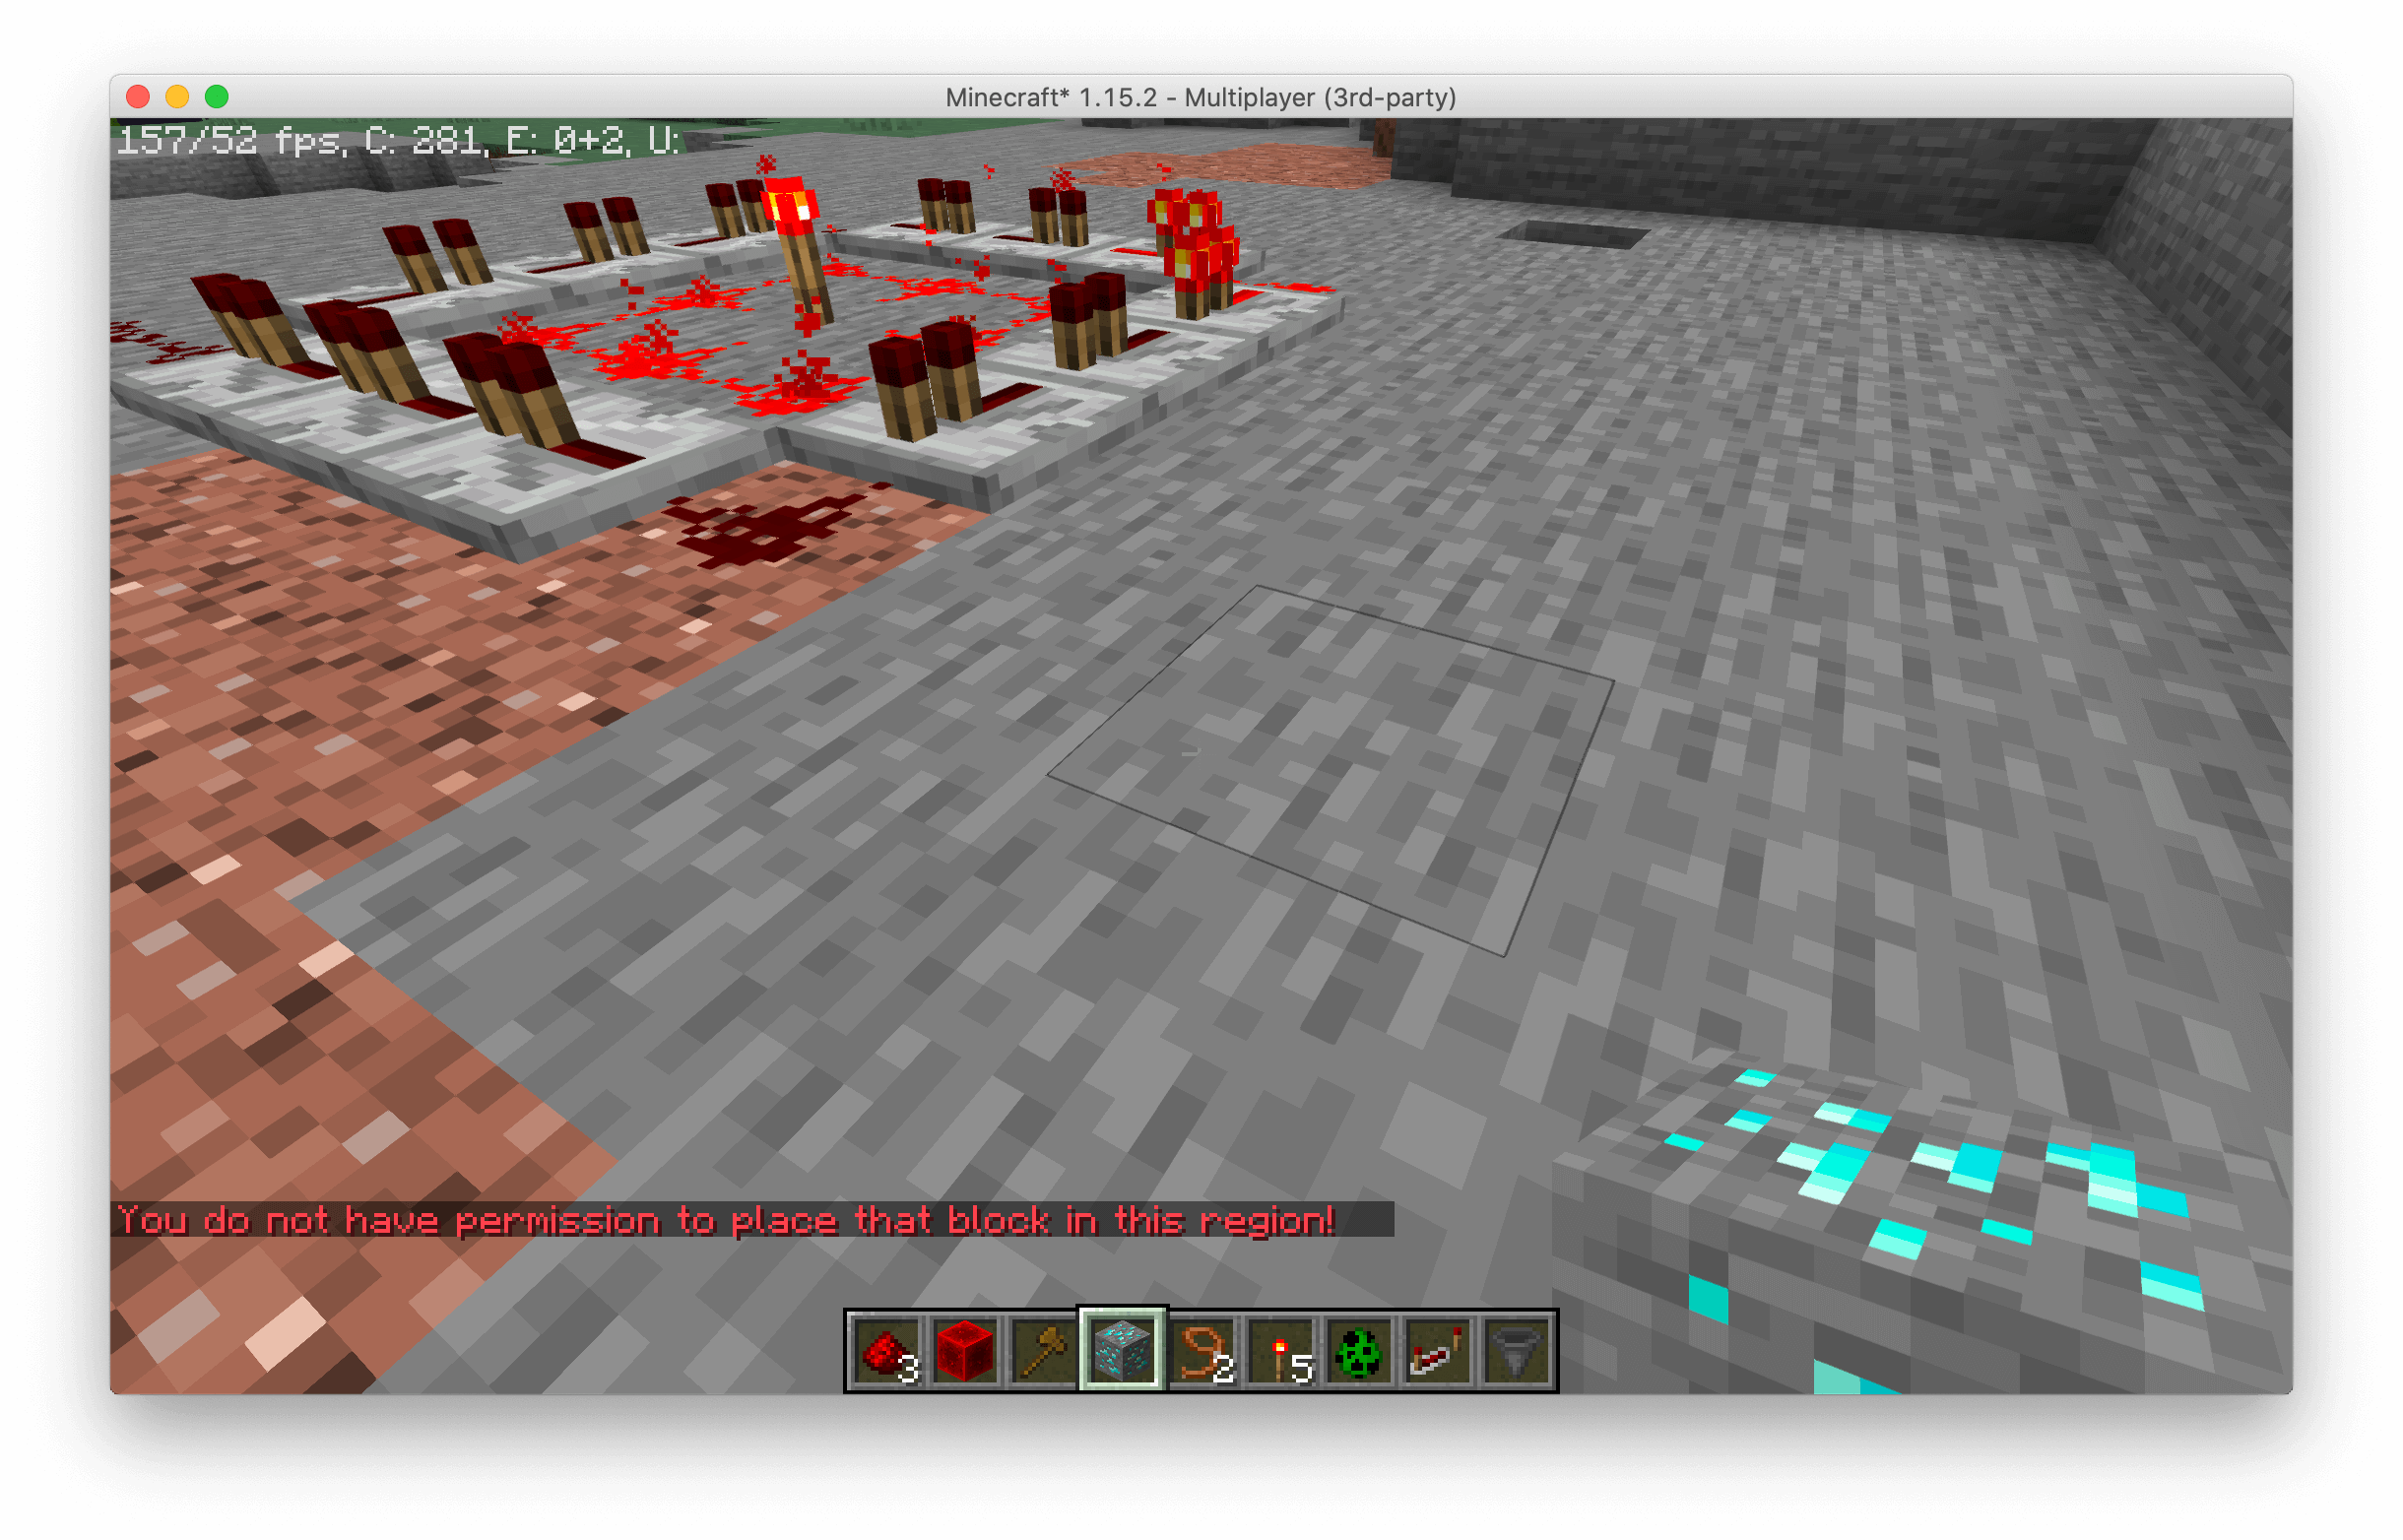 Minecraft* 1.15.2 - Multiplayer (3rd-party)
157/52 fps, C: 281, E: 0+2, U:
You do not have permission to place that block in this region!
3 2 5